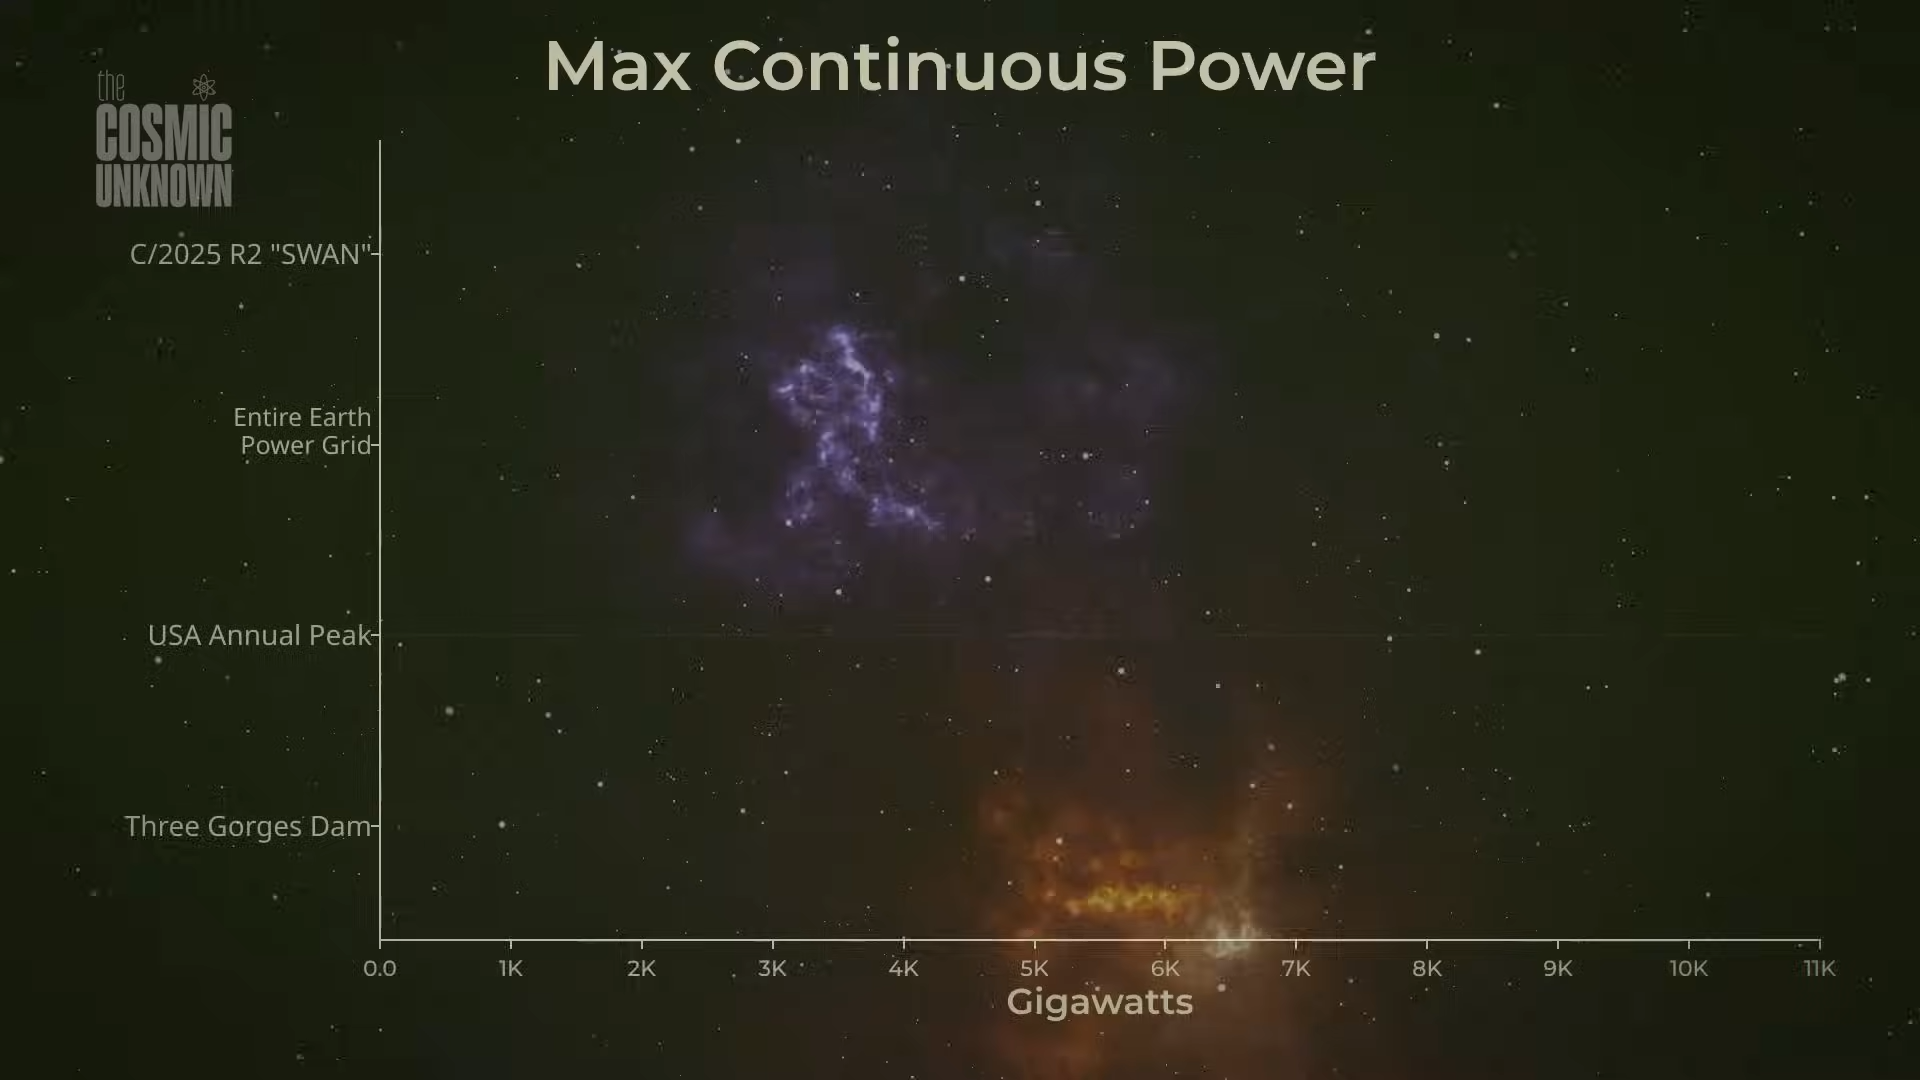 Max Continuous Power
the
COSMIC
UNKNOWN
C/2025 R2 "SWAN"
Entire Earth
Power Grid
USA Annual Peak
Three Gorges Dam
0.0 1K 2K 3K 4K 5K 6K 7K 8K 9K 10K 11K
Gigawatts